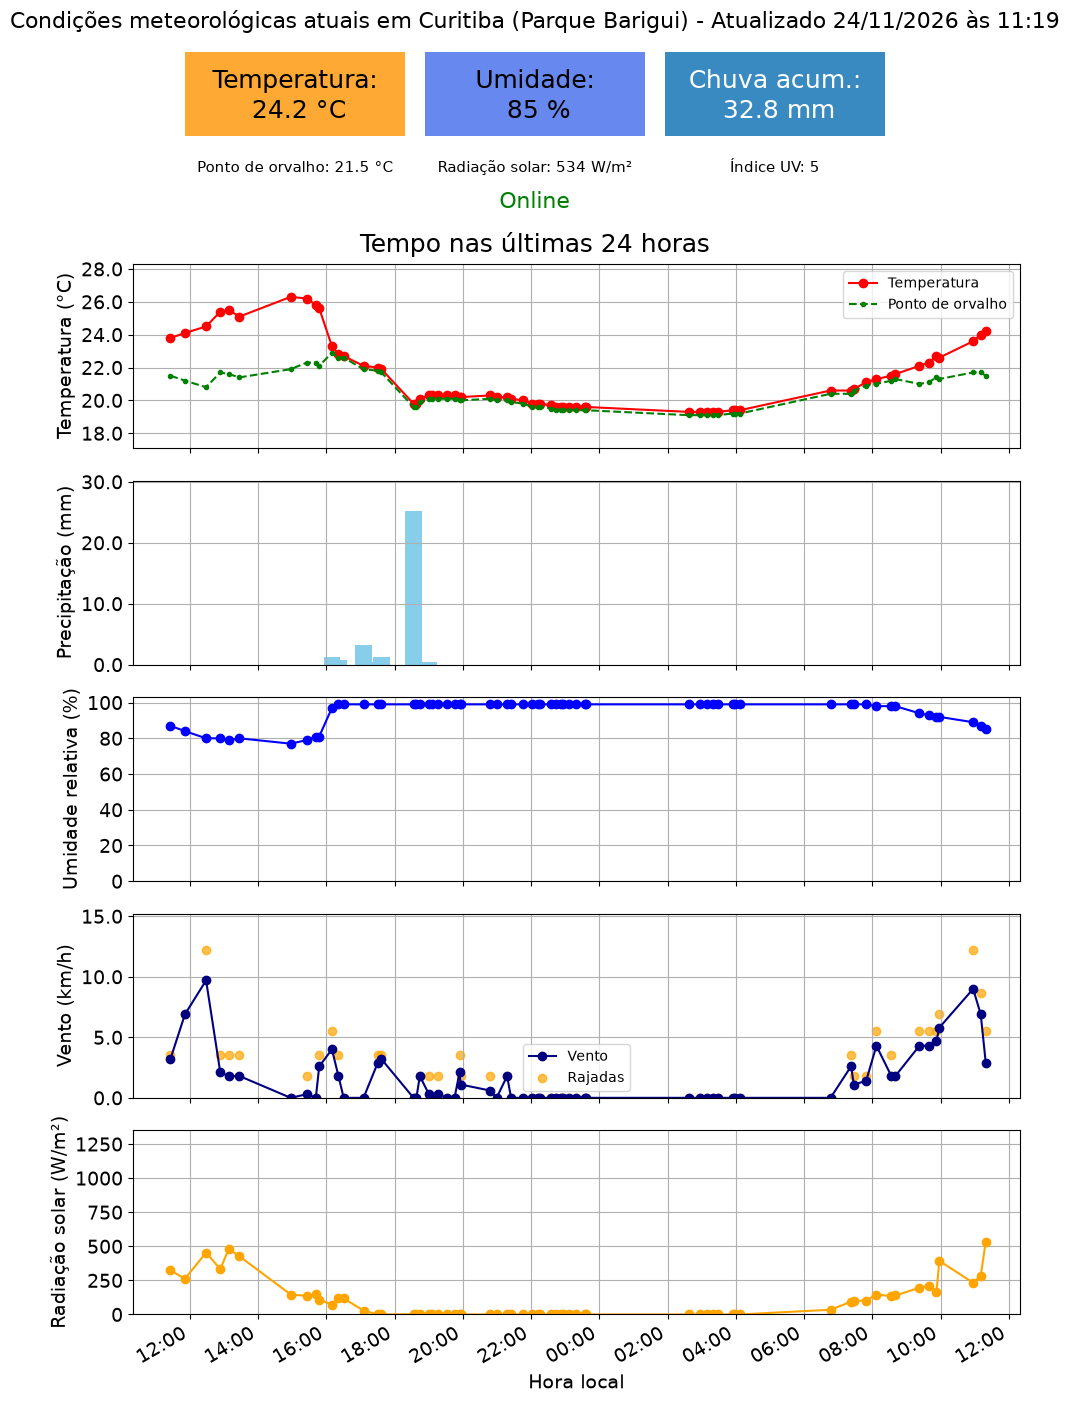 Condições meteorológicas atuais em Curitiba (Parque Barigui) - Atualizado 24/11/2026 às 11:19
Temperatura:
24.2 °C
Umidade:
85 %
Chuva acum.:
32.8 mm
Ponto de orvalho: 21.5 °C
Radiação solar: 534 W/m²
Índice UV: 5
Online
Tempo nas últimas 24 horas
Temperatura (°C)
28.0
26.0
24.0
22.0
20.0
18.0
Temperatura
Ponto de orvalho
Precipitação (mm)
30.0
20.0
10.0
0.0
Umidade relativa (%)
100
80
60
40
20
0
Vento (km/h)
15.0
10.0
5.0
0.0
Vento
Rajadas
Radiação solar (W/m²)
1250
1000
750
500
250
0
12:00
14:00
16:00
18:00
20:00
22:00
00:00
02:00
04:00
06:00
08:00
10:00
12:00
Hora local